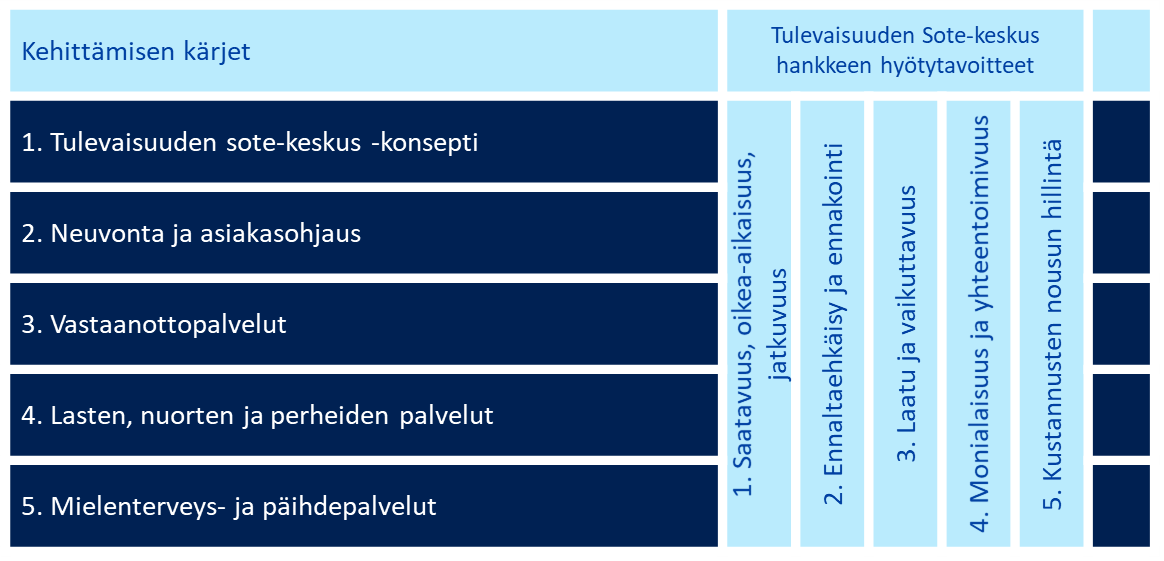 Kehittämisen kärjet
Tulevaisuuden Sote-keskus
hankkeen hyötytavoitteet
1. Tulevaisuuden sote-keskus -konsepti
2. Neuvonta ja asiakasohjaus
3. Vastaanottopalvelut
4. Lasten, nuorten ja perheiden palvelut
5. Mielenterveys- ja päihdepalvelut
1. Saatavuus, oikea-aikaisuus,
jatkuvuus
2. Ennaltaehkäisy ja ennakointi
3. Laatu ja vaikuttavuus
4. Monialaisuus ja yhteentoimivuus
5. Kustannusten nousun hillintä